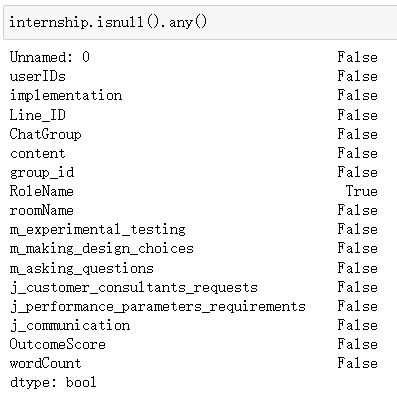 internship.isnull().any()
Unnamed: 0 False
userIDs False
implementation False
Line_ID False
ChatGroup False
content False
group_id False
RoleName True
roomName False
m_experimental_testing False
m_making_design_choices False
m_asking_questions False
j_customer_consultants_requests False
j_performance_parameters_requirements False
j_communication False
OutcomeScore False
wordCount False
dtype: bool